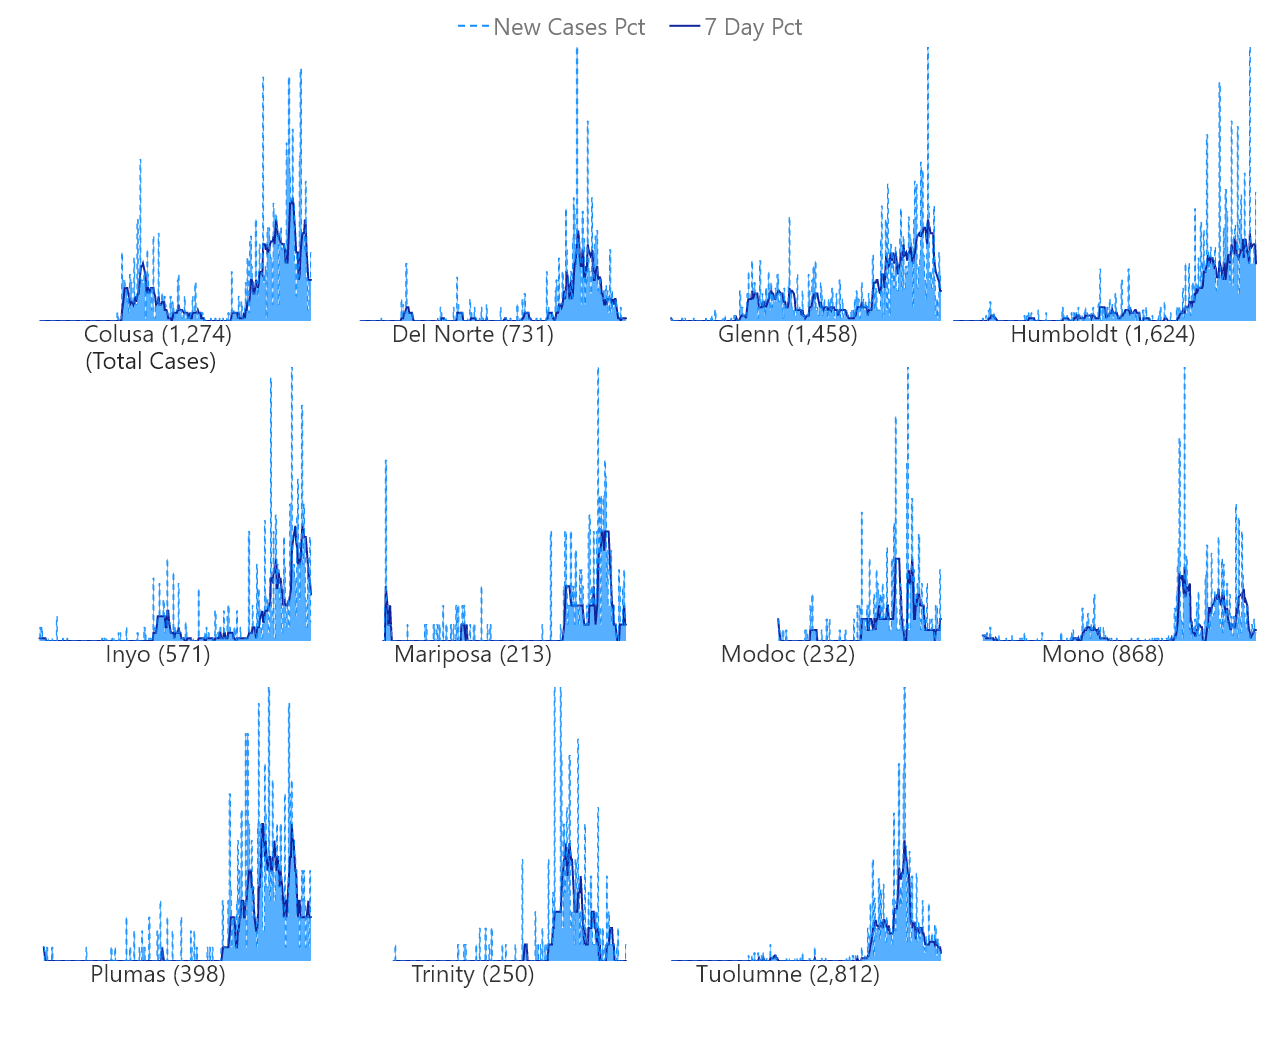 New Cases Pct 7 Day Pct
Colusa (1,274) Del Norte (731) Glenn (1,458) Humboldt (1,624)
(Total Cases)
Inyo (571) Mariposa (213) Modoc (232) Mono (868)
Plumas (398) Trinity (250) Tuolumne (2,812)